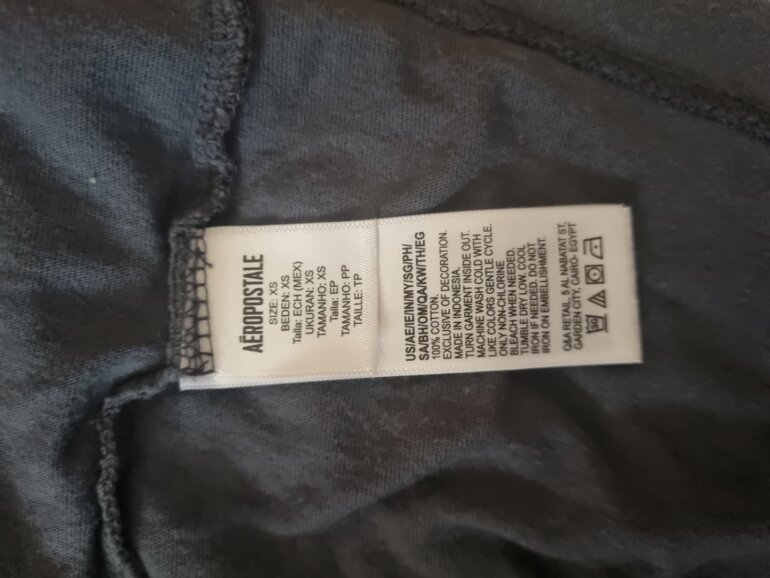 AÉROPOSTALE
SIZE: XS
BEDEN: XS
Talla: ECH (MEX)
UKURAN: XS
TAMANHO: XS
Talla: EP
TAMANHO: PP
TAILLE: TP
US/AE/IE/IN/MY/SG/PH/
SA/BH/OM/QA/KW/TH/EG
100% COTTON.
EXCLUSIVE OF DECORATION.
MADE IN INDONESIA.
TURN GARMENT INSIDE OUT.
MACHINE WASH COLD WITH
LIKE COLORS GENTLE CYCLE.
ONLY NON-CHLORINE
BLEACH WHEN NEEDED.
TUMBLE DRY LOW. COOL
IRON IF NEEDED. DO NOT
IRON ON EMBELLISHMENT.
Q&A RETAIL, 5 AL NABATAT ST,
GARDEN CITY, CAIRO- EGYPT